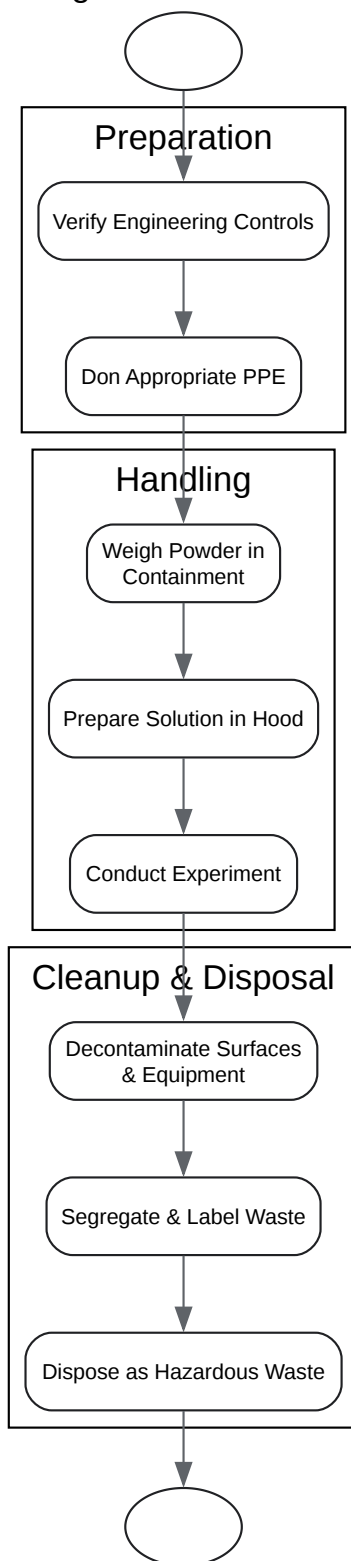 Preparation
Verify Engineering Controls
Don Appropriate PPE
Handling
Weigh Powder in
Containment
Prepare Solution in Hood
Conduct Experiment
Cleanup & Disposal
Decontaminate Surfaces
& Equipment
Segregate & Label Waste
Dispose as Hazardous Waste